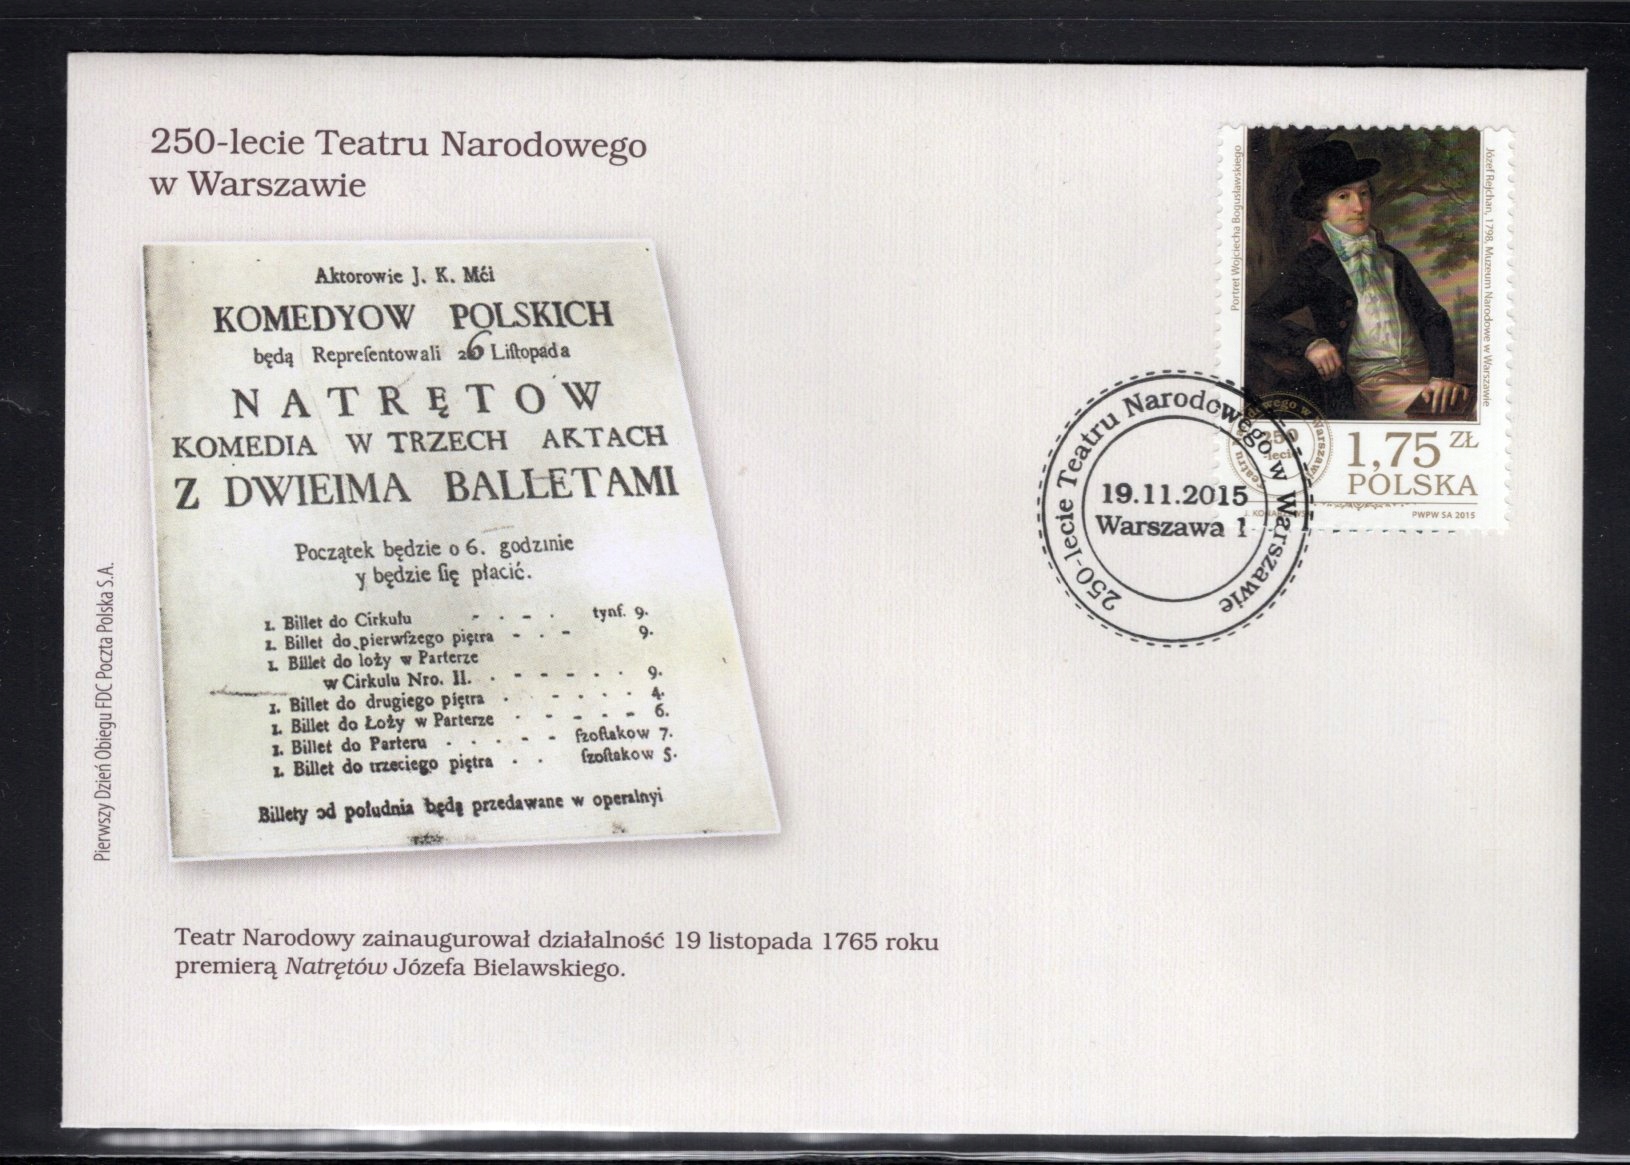 250-lecie Teatru Narodowego
w Warszawie
Aktorowie J. K. Mći
KOMEDYOW POLSKICH
będą Repreſentowali 26 Liſtopada
NATRĘTOW
KOMEDIA W TRZECH AKTACH
Z DWIEIMA BALLETAMI
Początek będzie o 6. godzinie
y będzie ſię płacić.
1. Billet do Cirkułu - - - - tynf. 9.
1. Billet do pierwſzego piętra - - - 9.
1. Billet do loży w Parterze
w Cirkulu Nro. II. - - - - - - 9.
1. Billet do drugiego piętra - - - - - 4.
1. Billet do Łoży w Parterze - - - - - 6.
1. Billet do Parteru - - - - - ſzoſtakow 7.
1. Billet do trzeciego piętra - - ſzoſtakow 5.
Billety od południa będą przedawane w operalnyi
Teatr Narodowy zainaugurował działalność 19 listopada 1765 roku
premierą Natrętów Józefa Bielawskiego.
Pierwszy Dzień Obiegu FDC Poczta Polska S.A.
Portret Wojciecha Bogusławskiego
Józef Rejchan, 1798, Muzeum Narodowe w Warszawie
250
-lecie
Teatru Narodowego w Warszawie
1,75 ZŁ
POLSKA
PWPW SA 2015
250-lecie Teatru Narodowego w Warszawie
19.11.2015
Warszawa 1